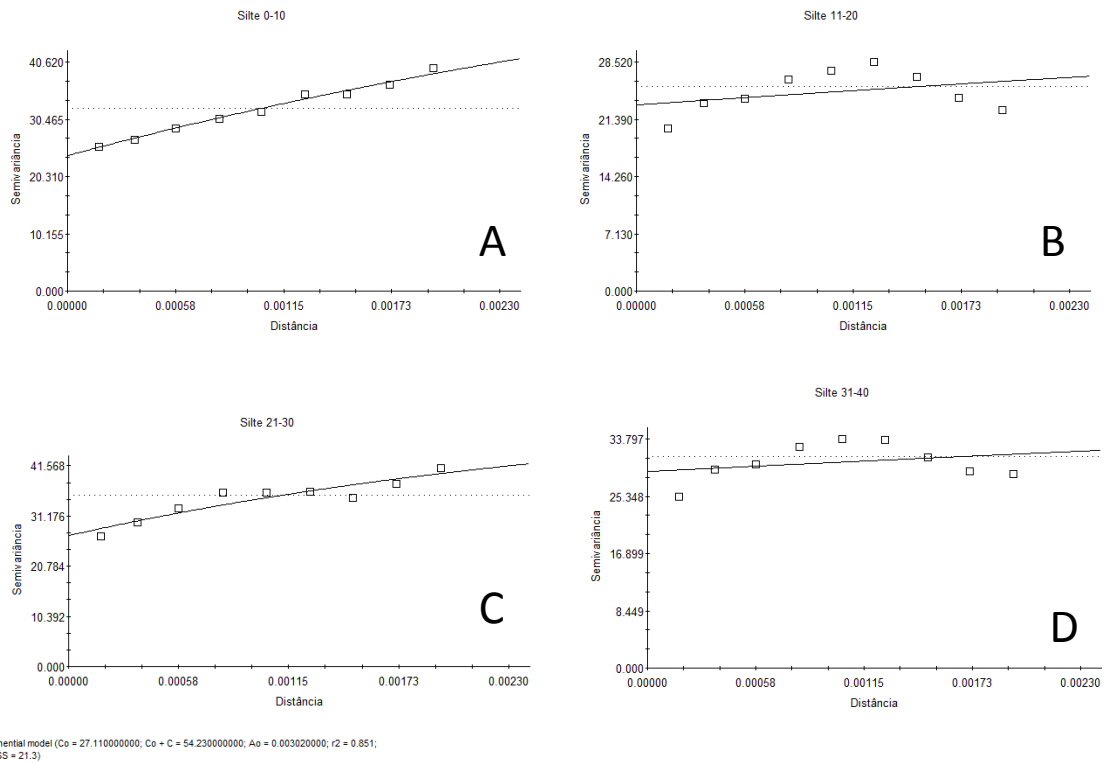 Silte 0-10
40.620
30.465
20.310
10.155
0.000
Semivariância
0.00000 0.00058 0.00115 0.00173 0.00230
Distância
A
Silte 11-20
28.520
21.390
14.260
7.130
0.000
Semivariância
0.00000 0.00058 0.00115 0.00173 0.00230
Distância
B
Silte 21-30
41.568
31.176
20.784
10.392
0.000
Semivariância
0.00000 0.00058 0.00115 0.00173 0.00230
Distância
C
Silte 31-40
33.797
25.348
16.899
8.449
0.000
Semivariância
0.00000 0.00058 0.00115 0.00173 0.00230
Distância
D
nential model (Co = 27.110000000; Co + C = 54.230000000; Ao = 0.003020000; r2 = 0.851;
SS = 21.3)